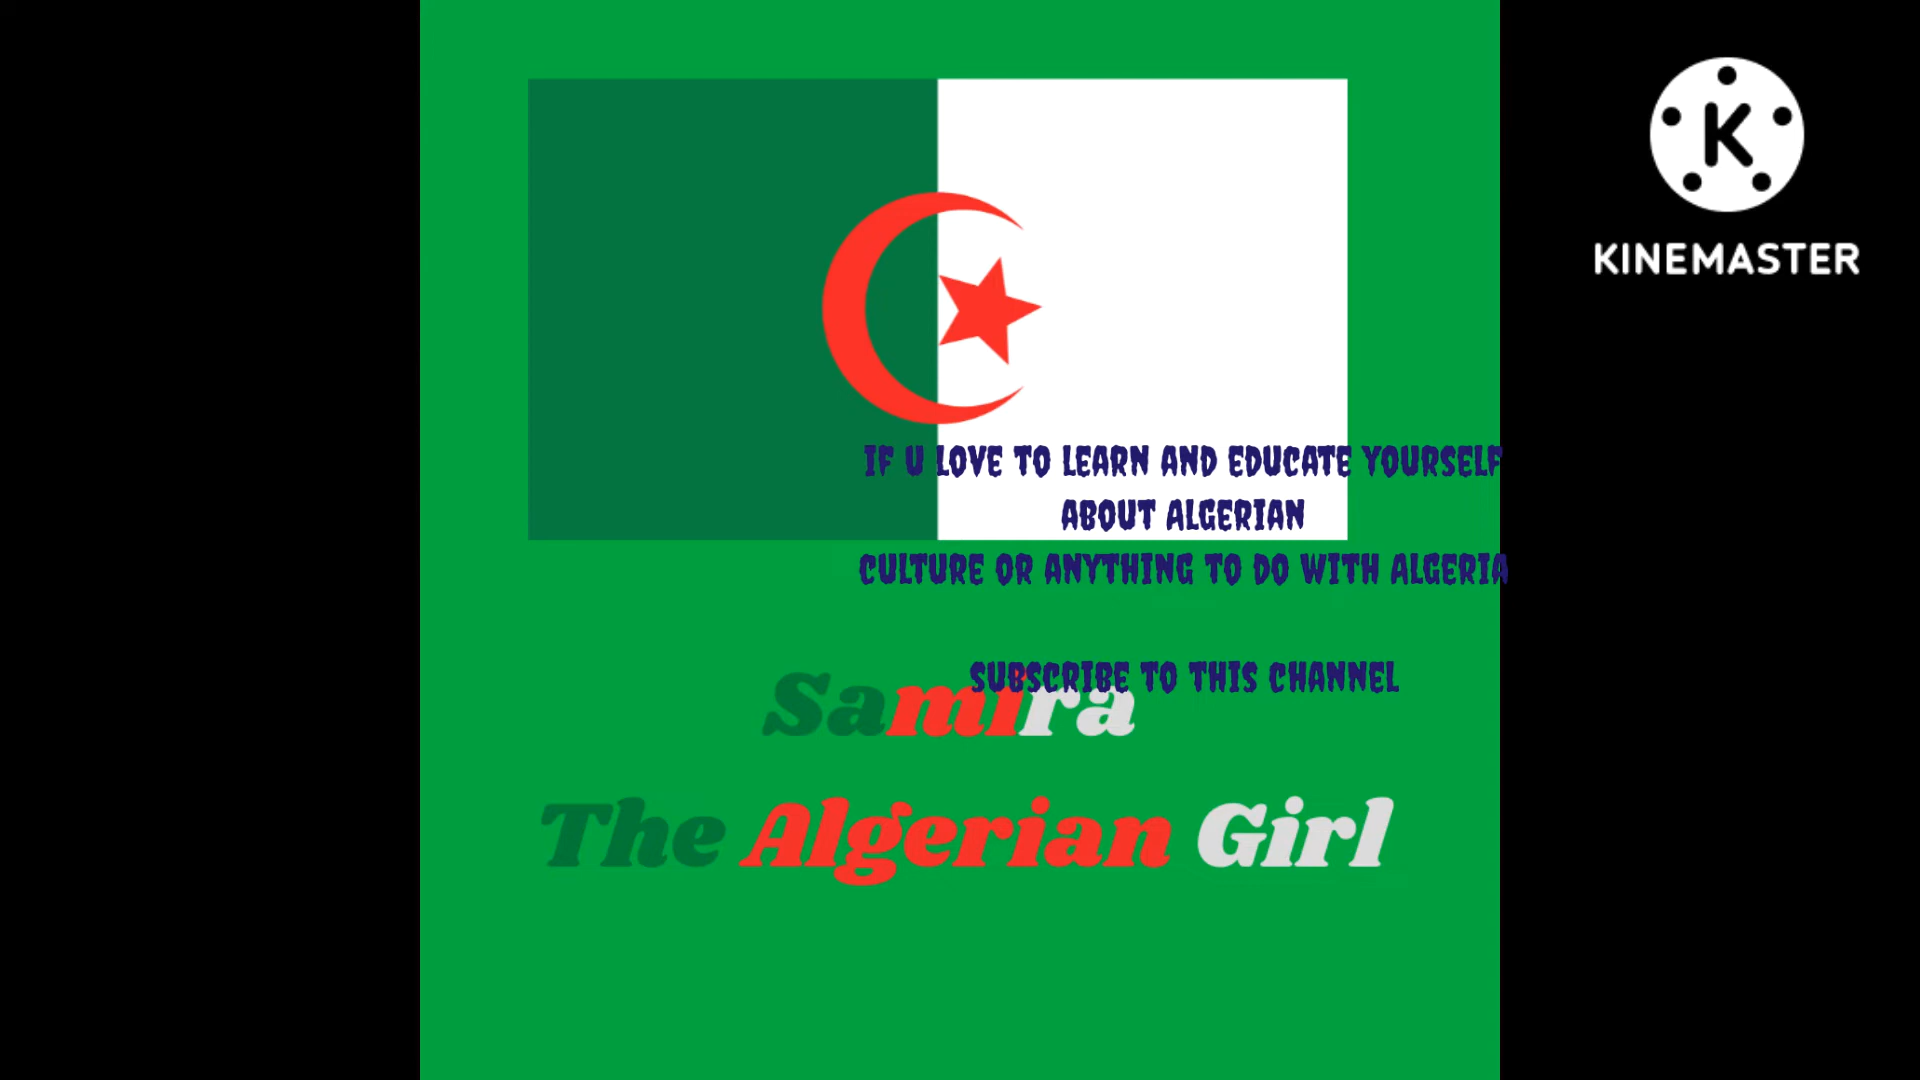 K
KINEMASTER
IF U LOVE TO LEARN AND EDUCATE YOURSELF
ABOUT ALGERIAN
CULTURE OR ANYTHING TO DO WITH ALGERIA
SUBSCRIBE TO THIS CHANNEL
Samira
The Algerian Girl